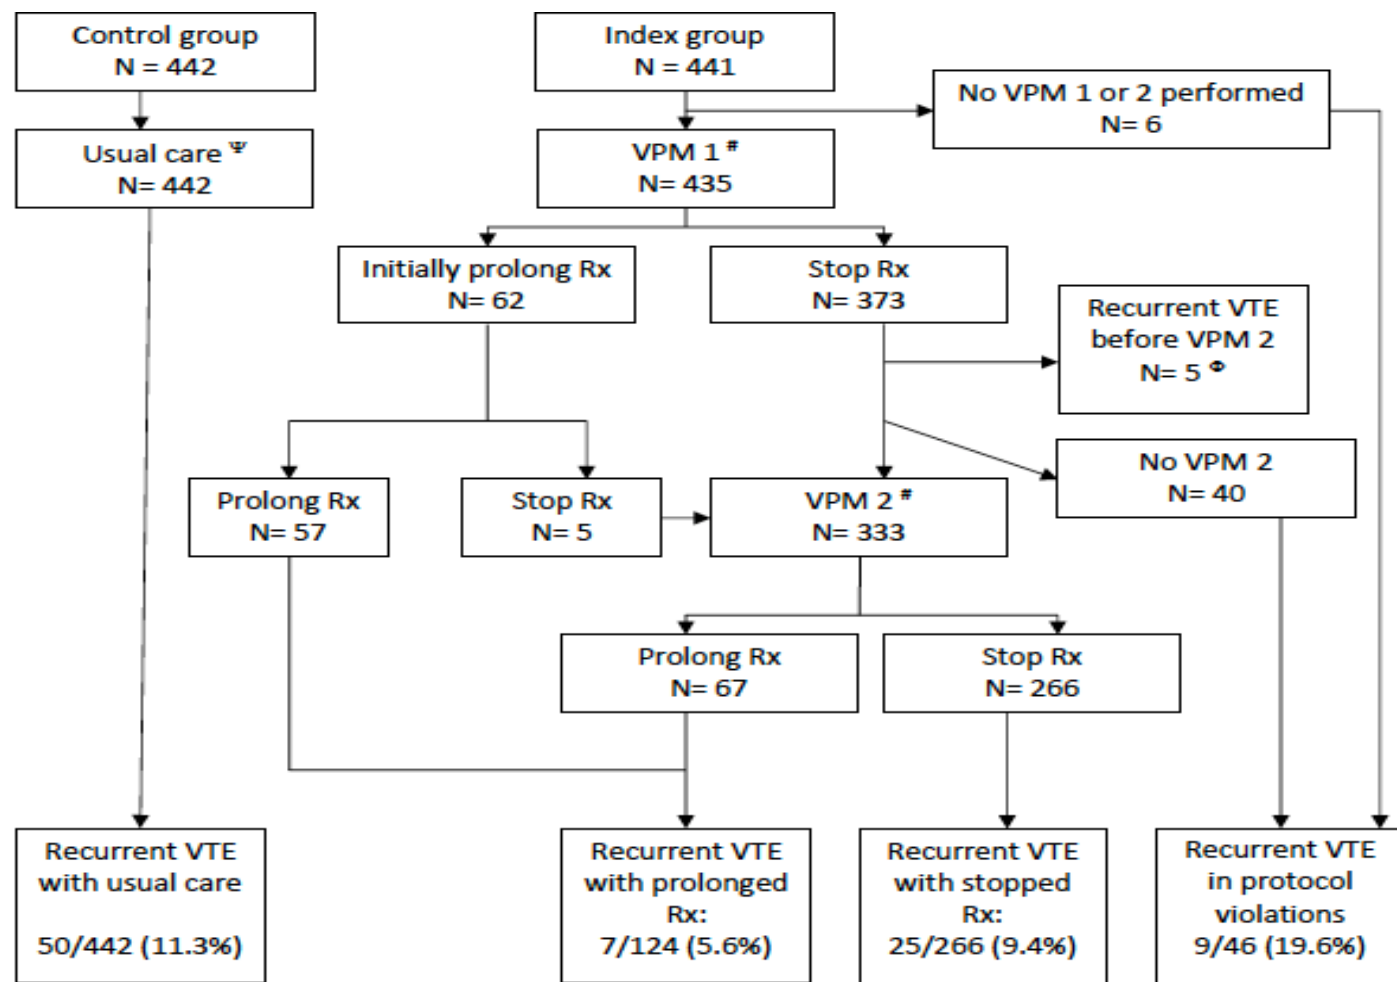 Control group
N = 442
Index group
N = 441
No VPM 1 or 2 performed
N= 6
Usual care Ψ
N= 442
VPM 1 #
N= 435
Initially prolong Rx
N= 62
Stop Rx
N= 373
Recurrent VTE
before VPM 2
N= 5 Φ
No VPM 2
N= 40
Prolong Rx
N= 57
Stop Rx
N= 5
VPM 2 #
N= 333
Prolong Rx
N= 67
Stop Rx
N= 266
Recurrent VTE
with usual care
50/442 (11.3%)
Recurrent VTE
with prolonged
Rx:
7/124 (5.6%)
Recurrent VTE
with stopped
Rx:
25/266 (9.4%)
Recurrent VTE
in protocol
violations
9/46 (19.6%)